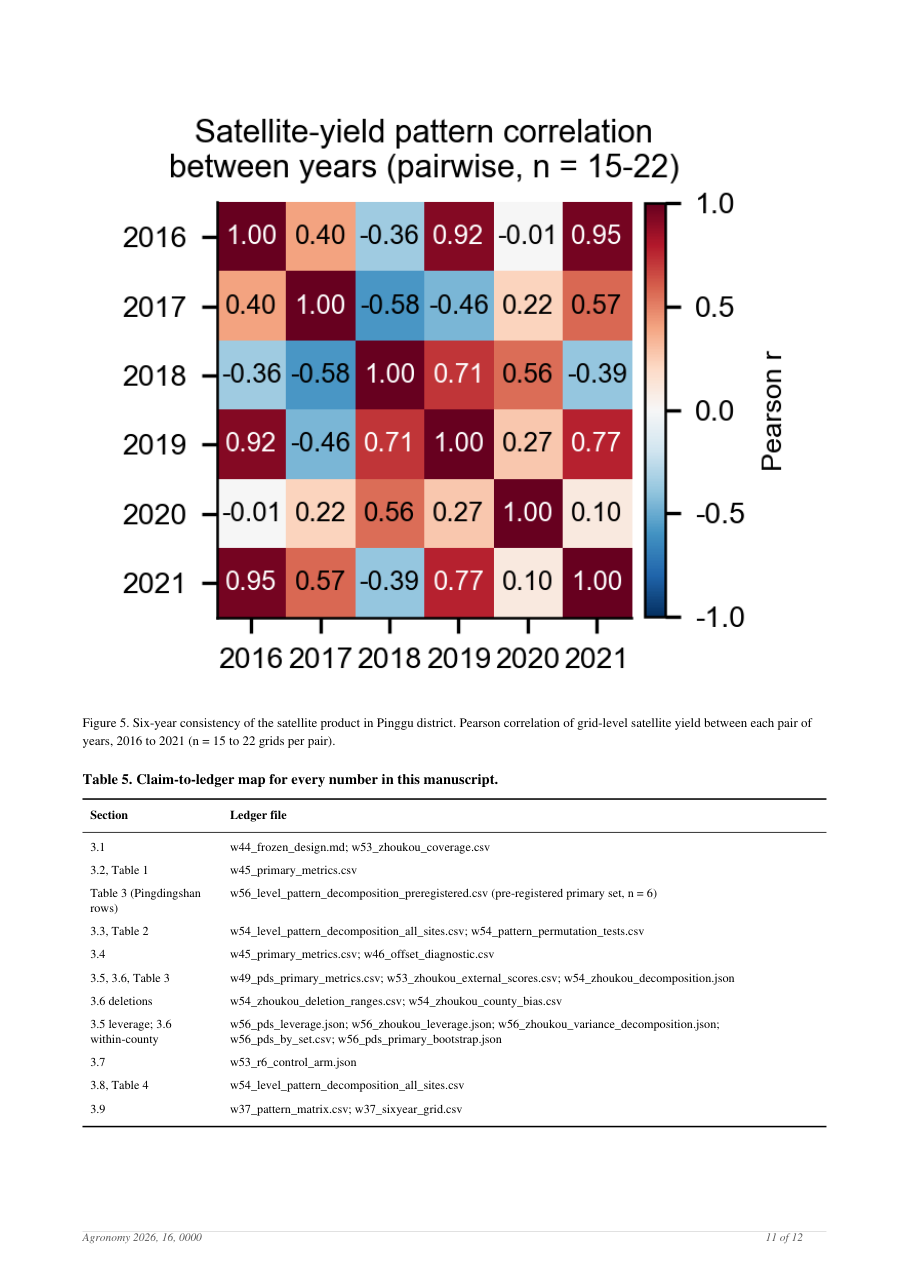 Satellite-yield pattern correlation
between years (pairwise, n = 15-22)
2016 1.00 0.40 -0.36 0.92 -0.01 0.95
2017 0.40 1.00 -0.58 -0.46 0.22 0.57
2018 -0.36 -0.58 1.00 0.71 0.56 -0.39
2019 0.92 -0.46 0.71 1.00 0.27 0.77
2020 -0.01 0.22 0.56 0.27 1.00 0.10
2021 0.95 0.57 -0.39 0.77 0.10 1.00
2016 2017 2018 2019 2020 2021
1.0
0.5
0.0
-0.5
-1.0
Pearson r
Figure 5. Six-year consistency of the satellite product in Pinggu district. Pearson correlation of grid-level satellite yield between each pair of
years, 2016 to 2021 (n = 15 to 22 grids per pair).
Table 5. Claim-to-ledger map for every number in this manuscript.
Section Ledger file
3.1 w44_frozen_design.md; w53_zhoukou_coverage.csv
3.2, Table 1 w45_primary_metrics.csv
Table 3 (Pingdingshan w56_level_pattern_decomposition_preregistered.csv (pre-registered primary set, n = 6)
rows)
3.3, Table 2 w54_level_pattern_decomposition_all_sites.csv; w54_pattern_permutation_tests.csv
3.4 w45_primary_metrics.csv; w46_offset_diagnostic.csv
3.5, 3.6, Table 3 w49_pds_primary_metrics.csv; w53_zhoukou_external_scores.csv; w54_zhoukou_decomposition.json
3.6 deletions w54_zhoukou_deletion_ranges.csv; w54_zhoukou_county_bias.csv
3.5 leverage; 3.6 w56_pds_leverage.json; w56_zhoukou_leverage.json; w56_zhoukou_variance_decomposition.json;
within-county w56_pds_by_set.csv; w56_pds_primary_bootstrap.json
3.7 w53_r6_control_arm.json
3.8, Table 4 w54_level_pattern_decomposition_all_sites.csv
3.9 w37_pattern_matrix.csv; w37_sixyear_grid.csv
Agronomy 2026, 16, 0000 11 of 12